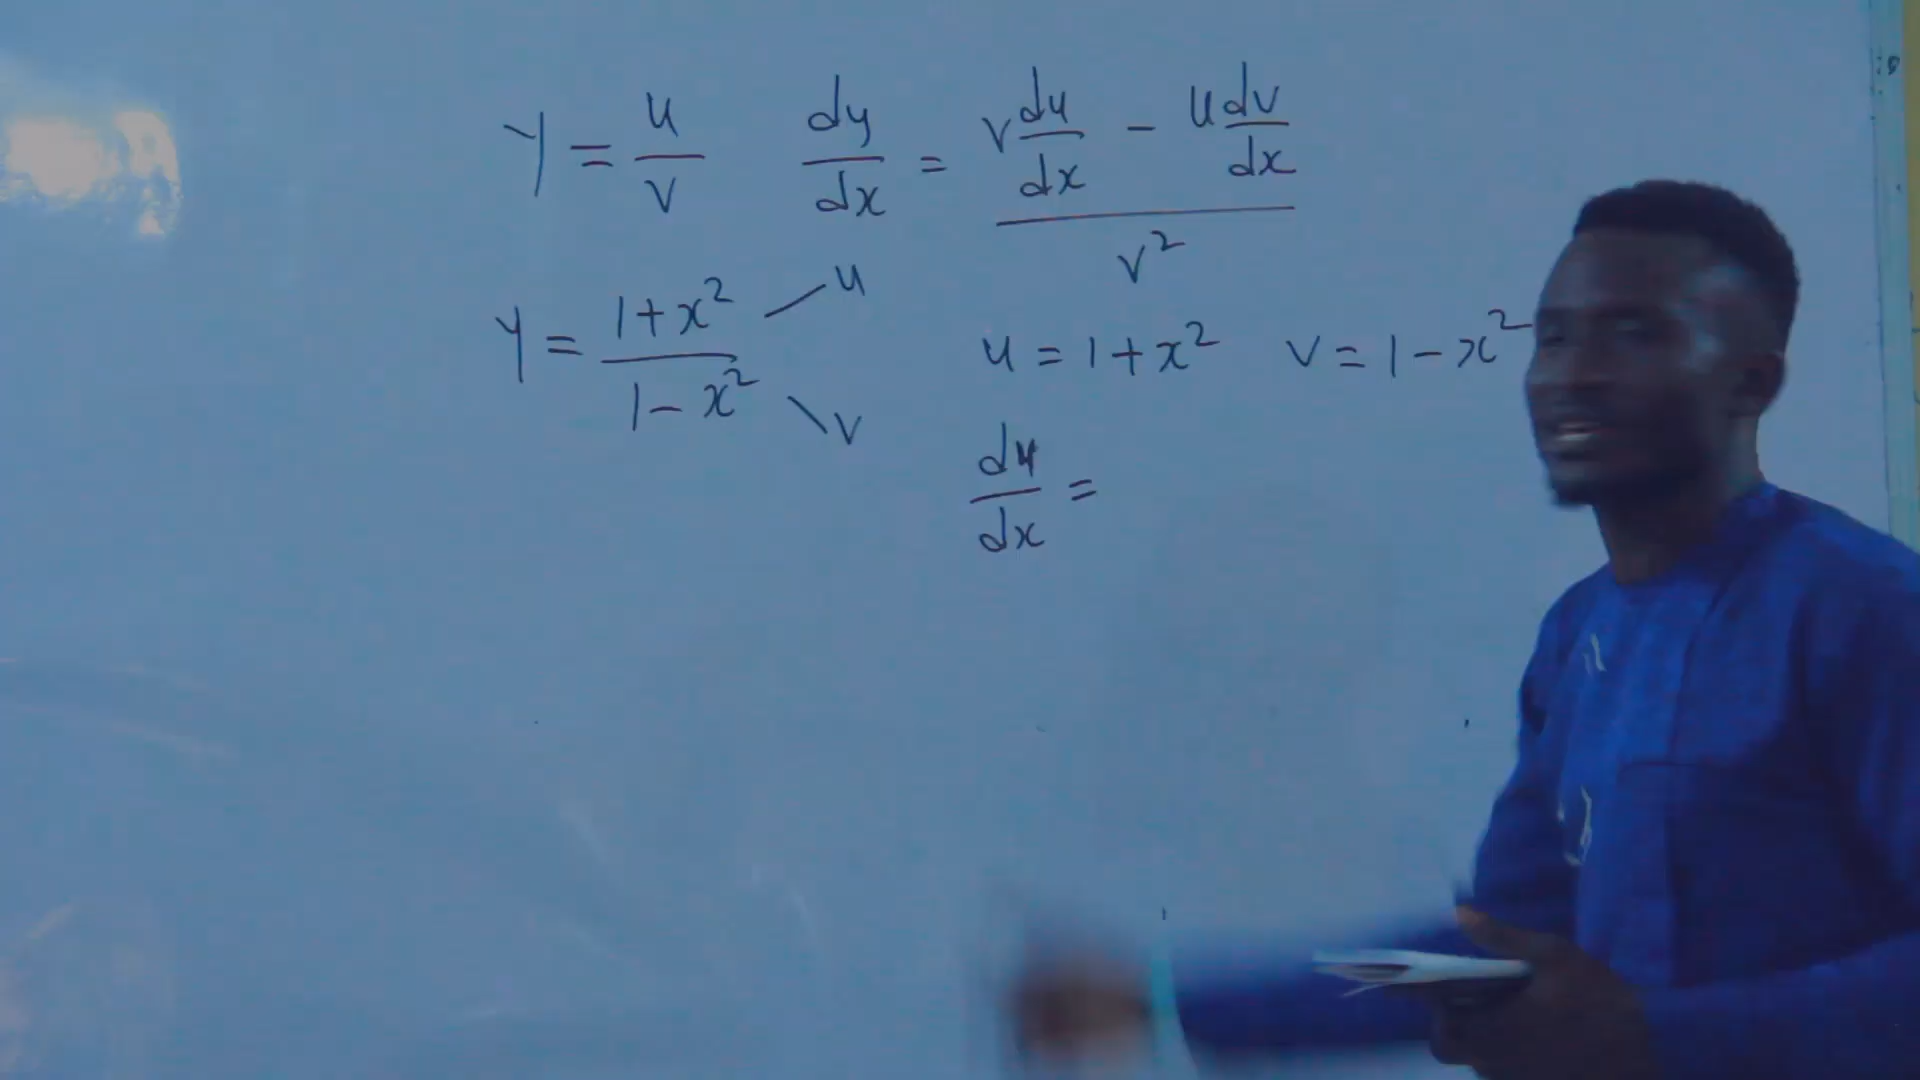 y = u/v dy/dx = (v du/dx - u dv/dx)/v²
y = (1+x²)/(1-x²) u v
u = 1+x² v = 1-x²
du/dx =